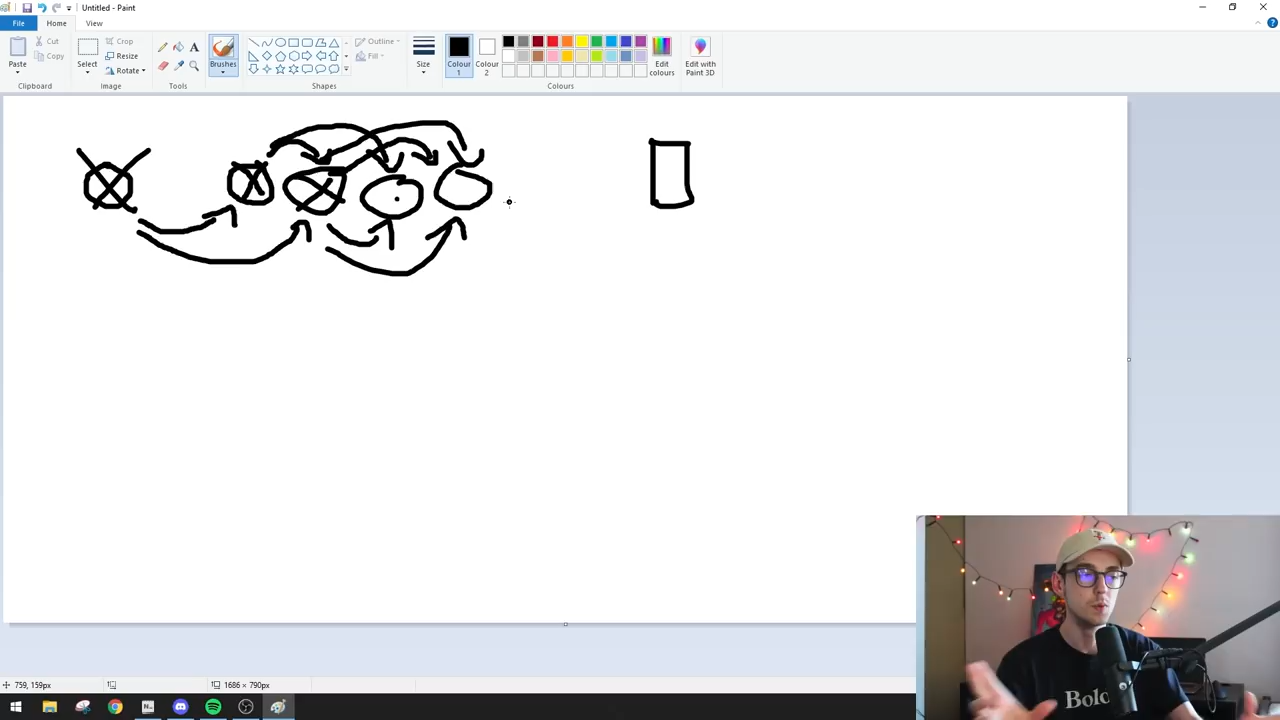 Untitled - Paint
File
Home
View
Paste
Cut
Copy
Clipboard
Select
Crop
Resize
Rotate
Image
Tools
Brushes
Shapes
Outline
Fill
Size
Colour 1
Colour 2
Edit colours
Edit with Paint 3D
Colours
Bolo
759, 159px
1686 × 790px